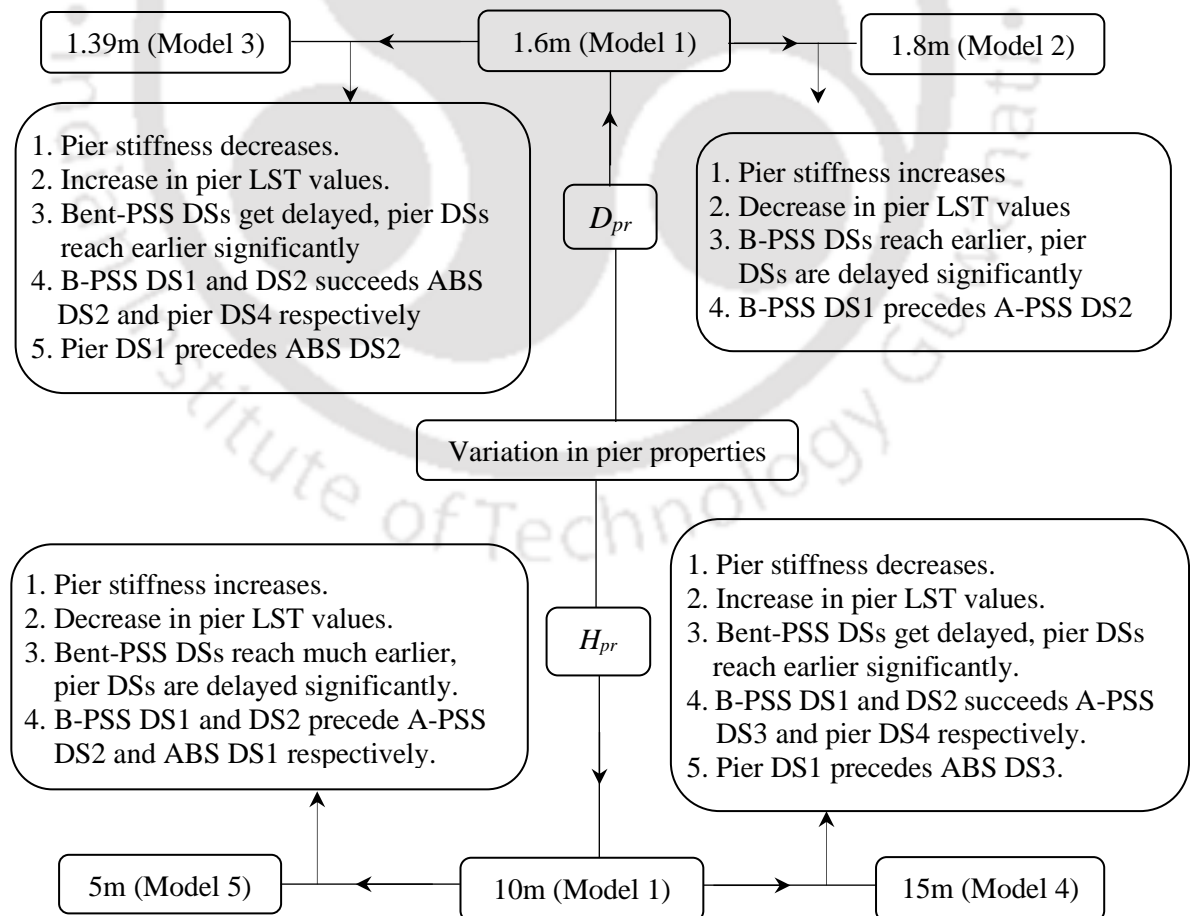 1.39m (Model 3)
1.6m (Model 1)
1.8m (Model 2)
1. Pier stiffness decreases.
2. Increase in pier LST values.
3. Bent-PSS DSs get delayed, pier DSs
reach earlier significantly
4. B-PSS DS1 and DS2 succeeds ABS
DS2 and pier DS4 respectively
5. Pier DS1 precedes ABS DS2
1. Pier stiffness increases
2. Decrease in pier LST values
3. B-PSS DSs reach earlier, pier
DSs are delayed significantly
4. B-PSS DS1 precedes A-PSS DS2
Dpr
Variation in pier properties
Hpr
1. Pier stiffness increases.
2. Decrease in pier LST values.
3. Bent-PSS DSs reach much earlier,
pier DSs are delayed significantly.
4. B-PSS DS1 and DS2 precede A-PSS
DS2 and ABS DS1 respectively.
1. Pier stiffness decreases.
2. Increase in pier LST values.
3. Bent-PSS DSs get delayed, pier DSs
reach earlier significantly.
4. B-PSS DS1 and DS2 succeeds A-PSS
DS3 and pier DS4 respectively.
5. Pier DS1 precedes ABS DS3.
5m (Model 5)
10m (Model 1)
15m (Model 4)
Indian Institute of Technology Guwahati